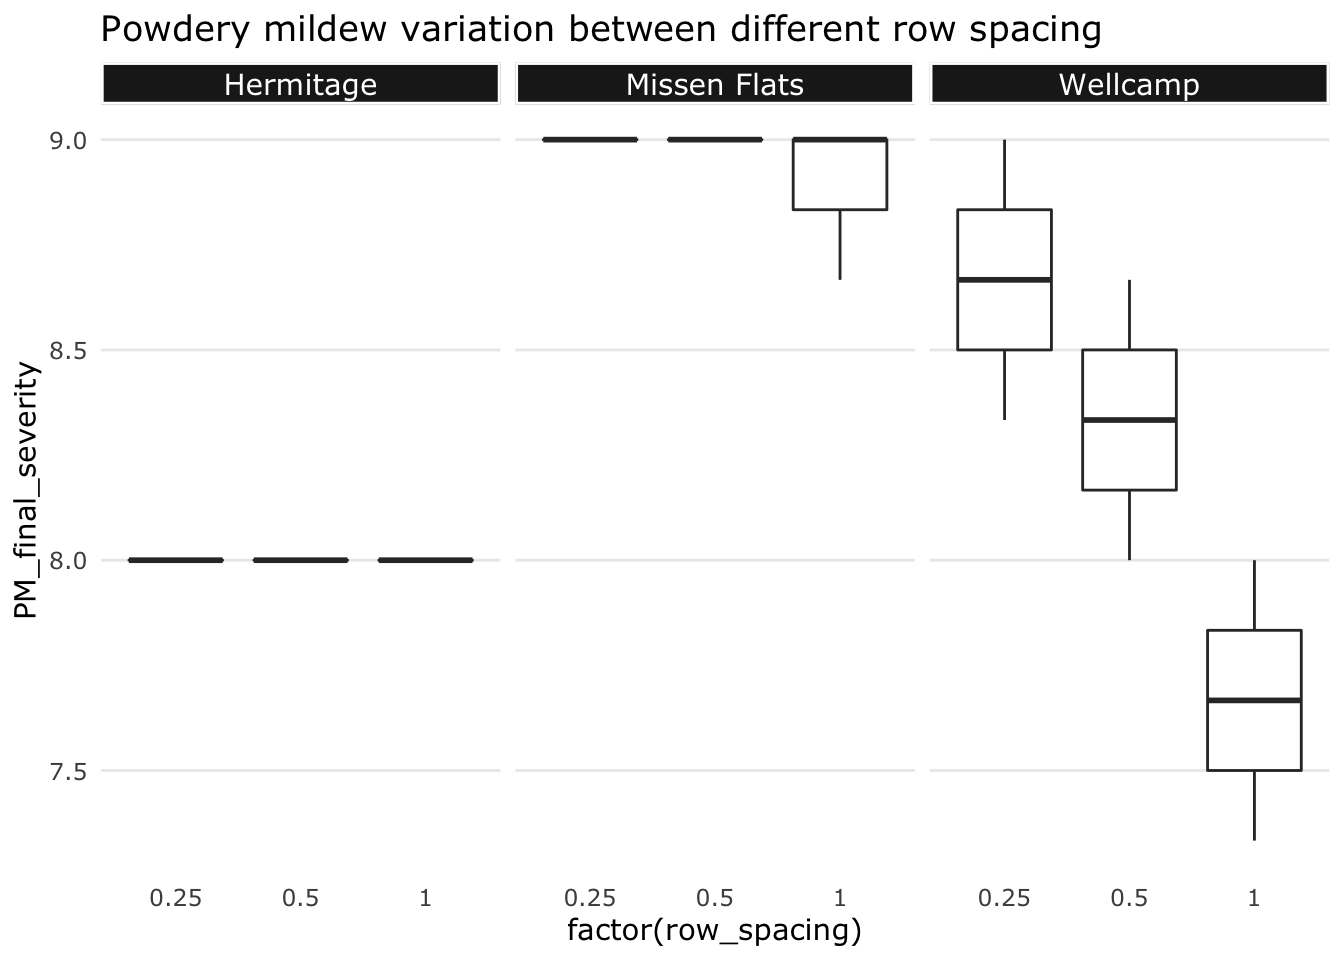 Powdery mildew variation between different row spacing
Hermitage Missen Flats Wellcamp
9.0
8.5
8.0
7.5
PM_final_severity
0.25 0.5 1 0.25 0.5 1 0.25 0.5 1
factor(row_spacing)